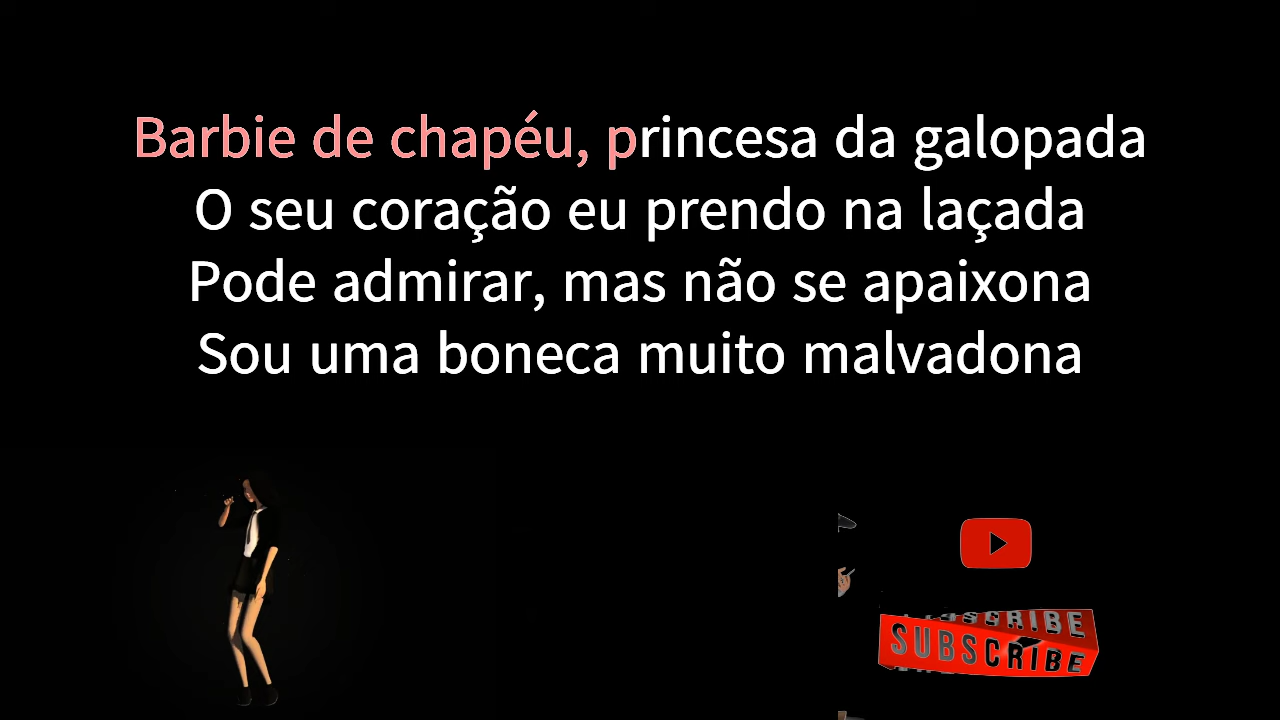 Barbie de chapéu, princesa da galopada
O seu coração eu prendo na laçada
Pode admirar, mas não se apaixona
Sou uma boneca muito malvadona
SUBSCRIBE